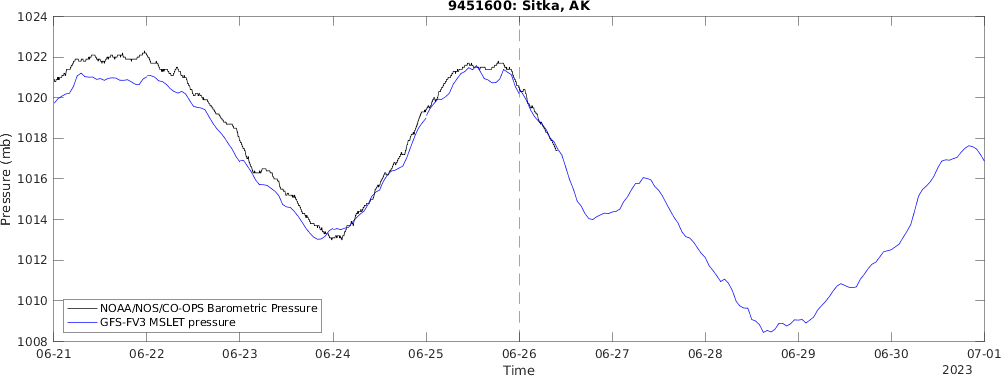 9451600: Sitka, AK
1024
1022
1020
1018
1016
1014
1012
1010
1008
Pressure (mb)
NOAA/NOS/CO-OPS Barometric Pressure
GFS-FV3 MSLET pressure
06-21 06-22 06-23 06-24 06-25 06-26 06-27 06-28 06-29 06-30 07-01
Time
2023